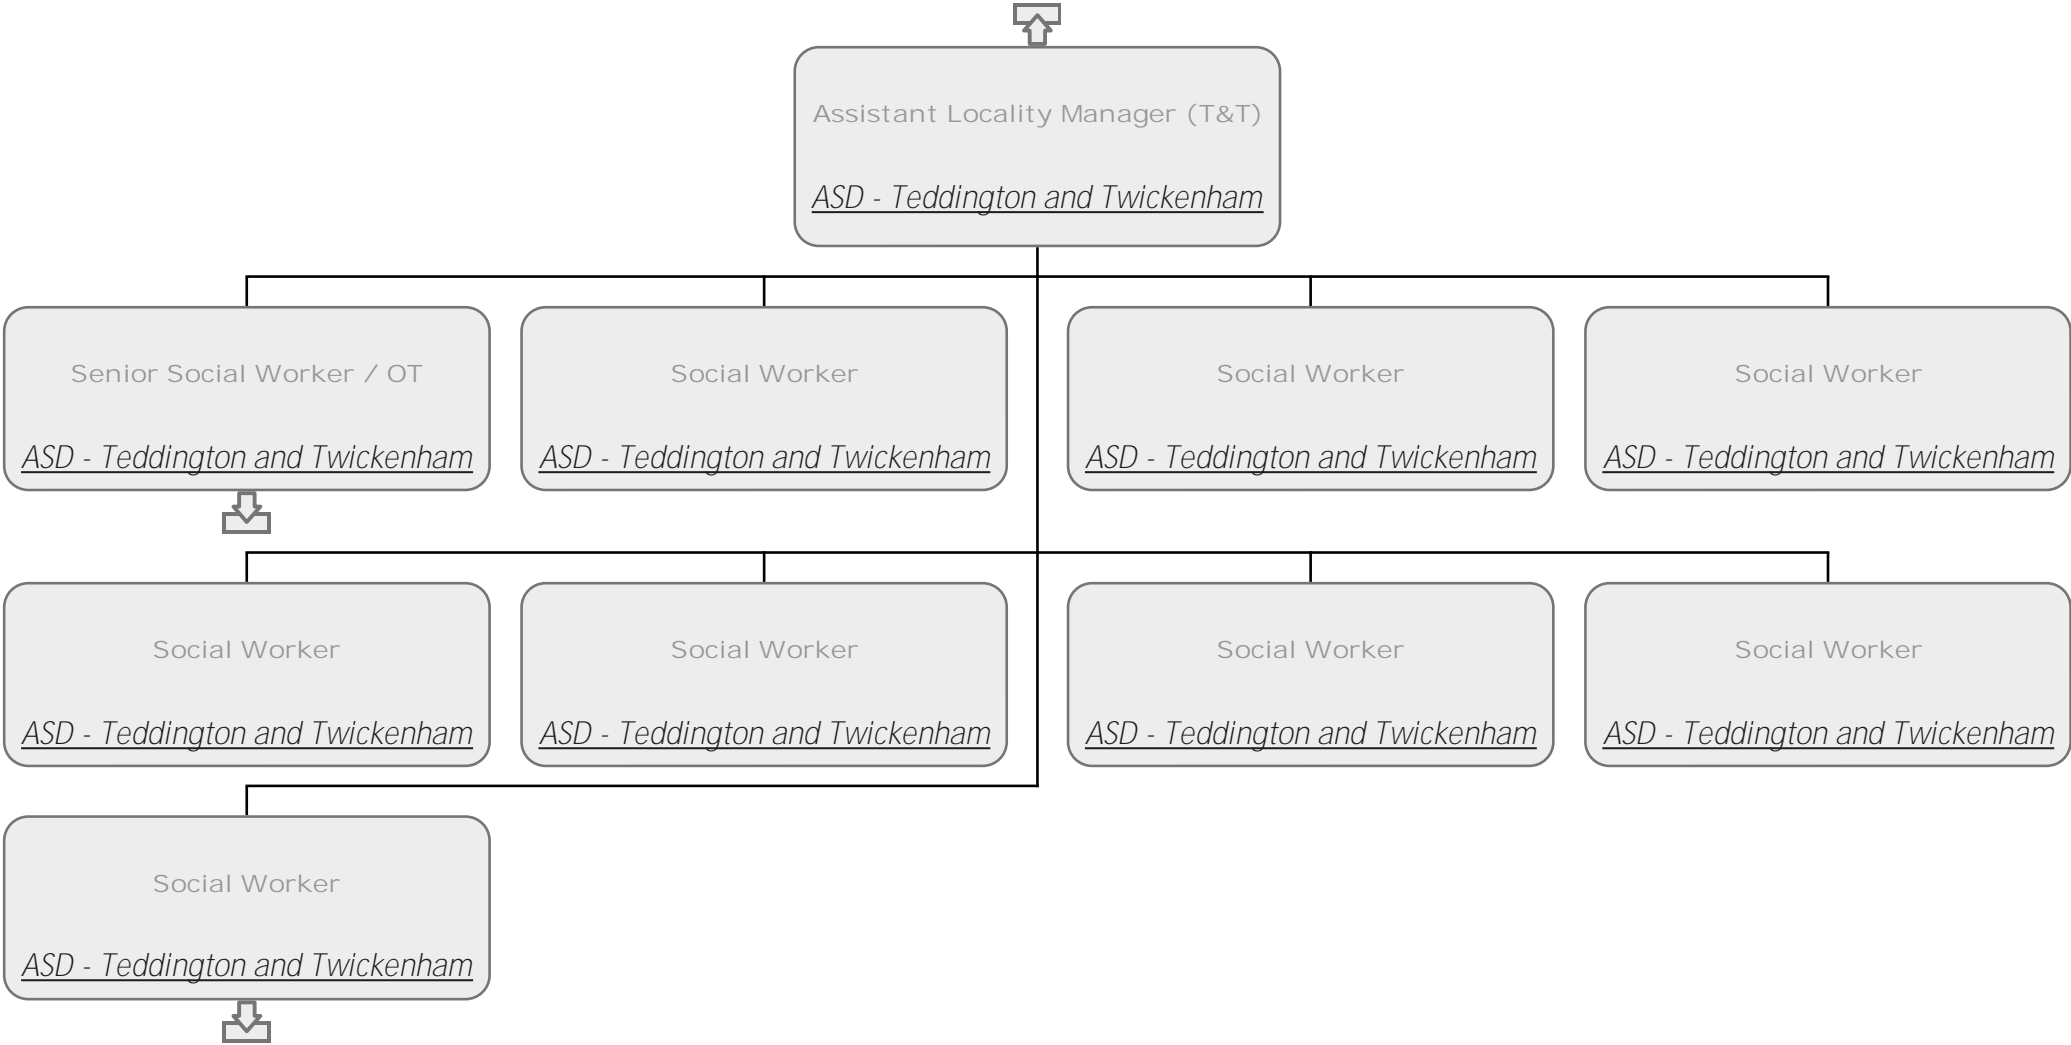 Assistant Locality Manager (T&T)
ASD - Teddington and Twickenham
Senior Social Worker / OT
ASD - Teddington and Twickenham
Social Worker
ASD - Teddington and Twickenham
Social Worker
ASD - Teddington and Twickenham
Social Worker
ASD - Teddington and Twickenham
Social Worker
ASD - Teddington and Twickenham
Social Worker
ASD - Teddington and Twickenham
Social Worker
ASD - Teddington and Twickenham
Social Worker
ASD - Teddington and Twickenham
Social Worker
ASD - Teddington and Twickenham